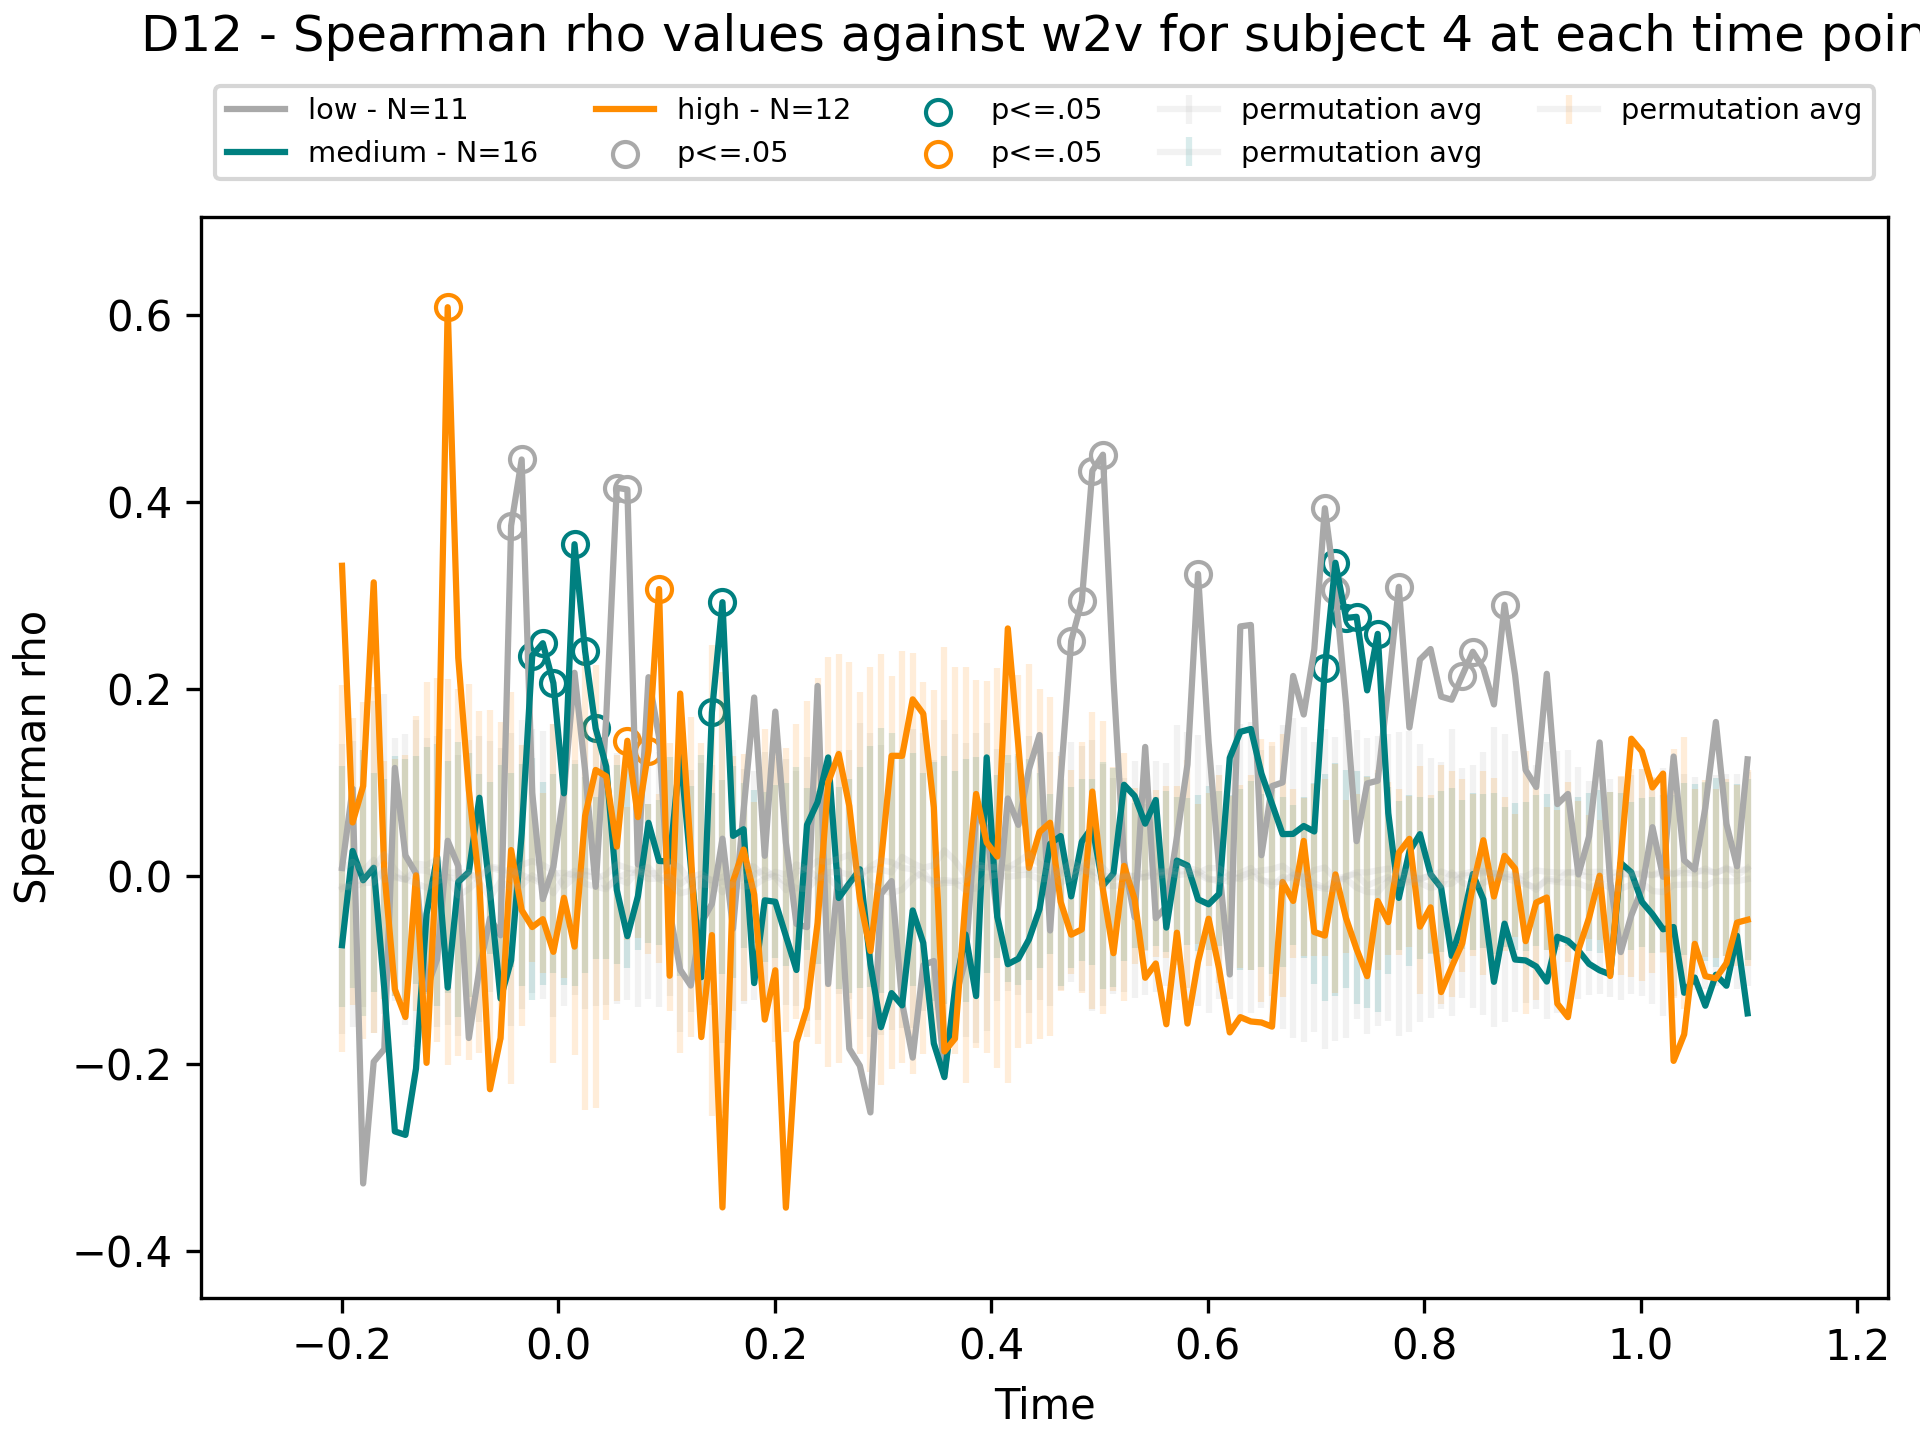 D12 - Spearman rho values against w2v for subject 4 at each time poin
low - N=11
medium - N=16
high - N=12
p<=.05
p<=.05
p<=.05
permutation avg
permutation avg
permutation avg
Spearman rho
0.6
0.4
0.2
0.0
−0.2
−0.4
−0.2 0.0 0.2 0.4 0.6 0.8 1.0 1.2
Time